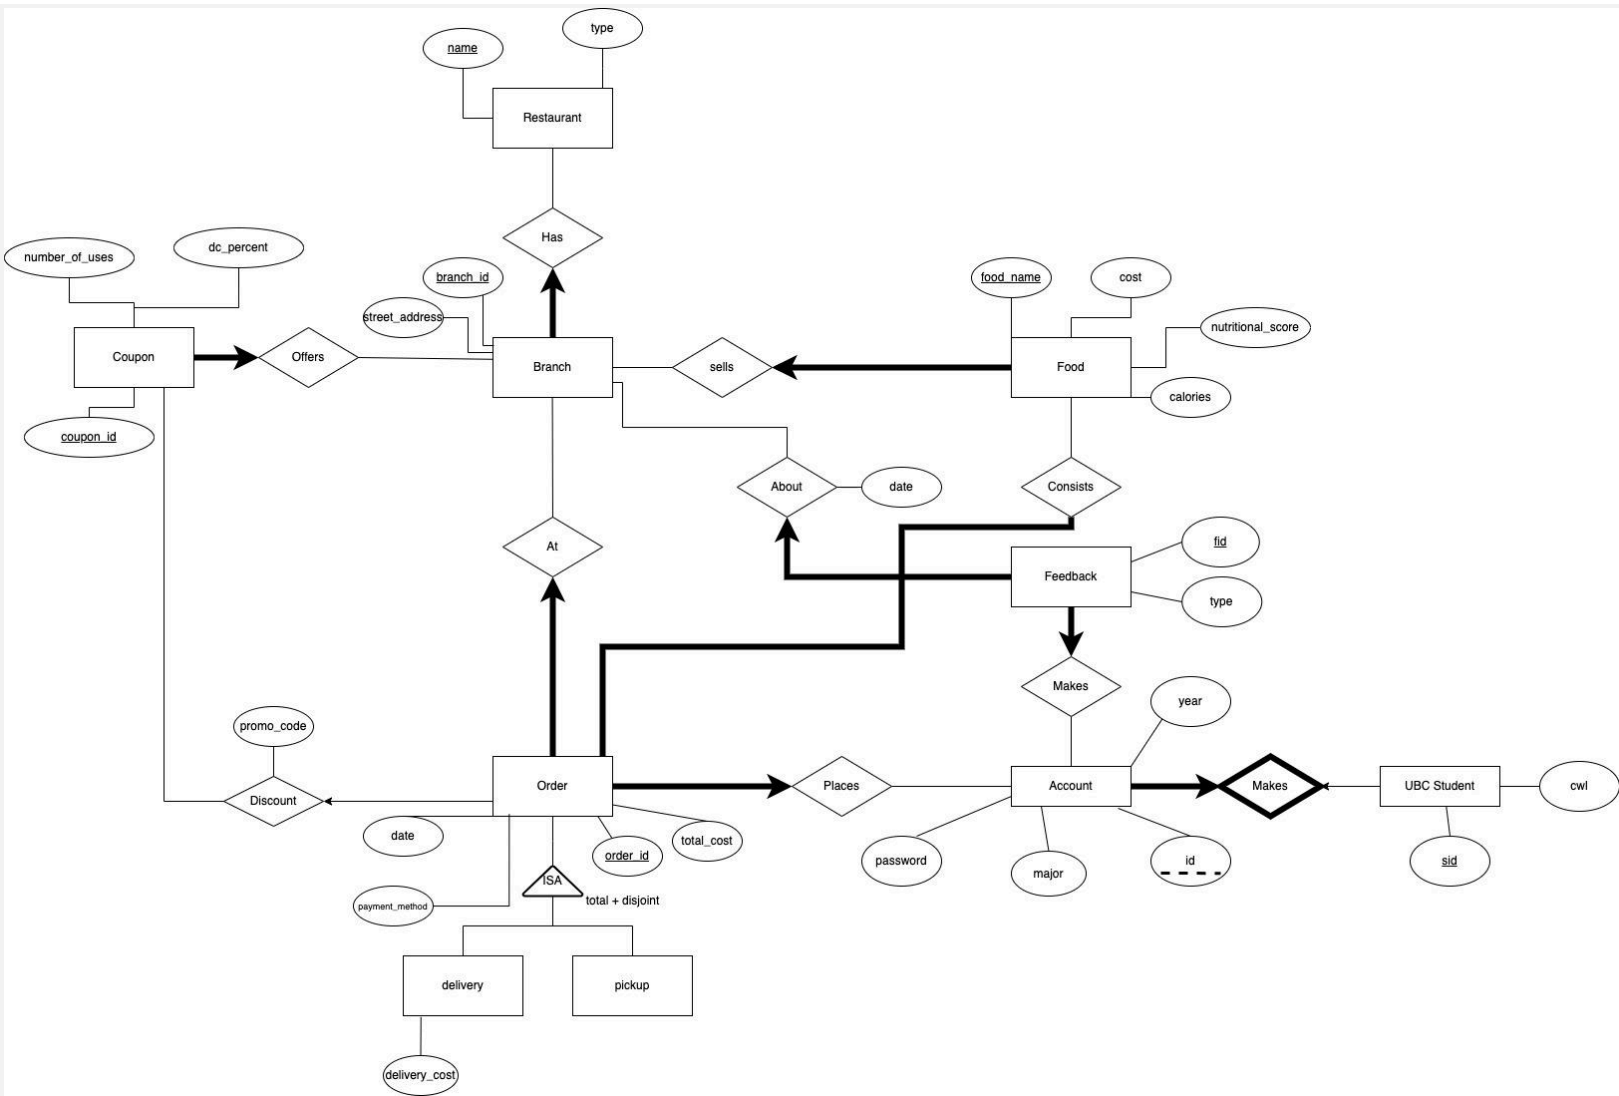 type
name
Restaurant
Has
dc_percent
number_of_uses
branch_id
food_name
cost
street_address
nutritional_score
Coupon
Offers
Branch
sells
Food
calories
coupon_id
About
date
Consists
fid
At
Feedback
type
Makes
year
promo_code
Order
Places
Account
Makes
UBC Student
cwl
Discount
date
total_cost
order_id
password
major
id
sid
ISA
total + disjoint
payment_method
delivery
pickup
delivery_cost